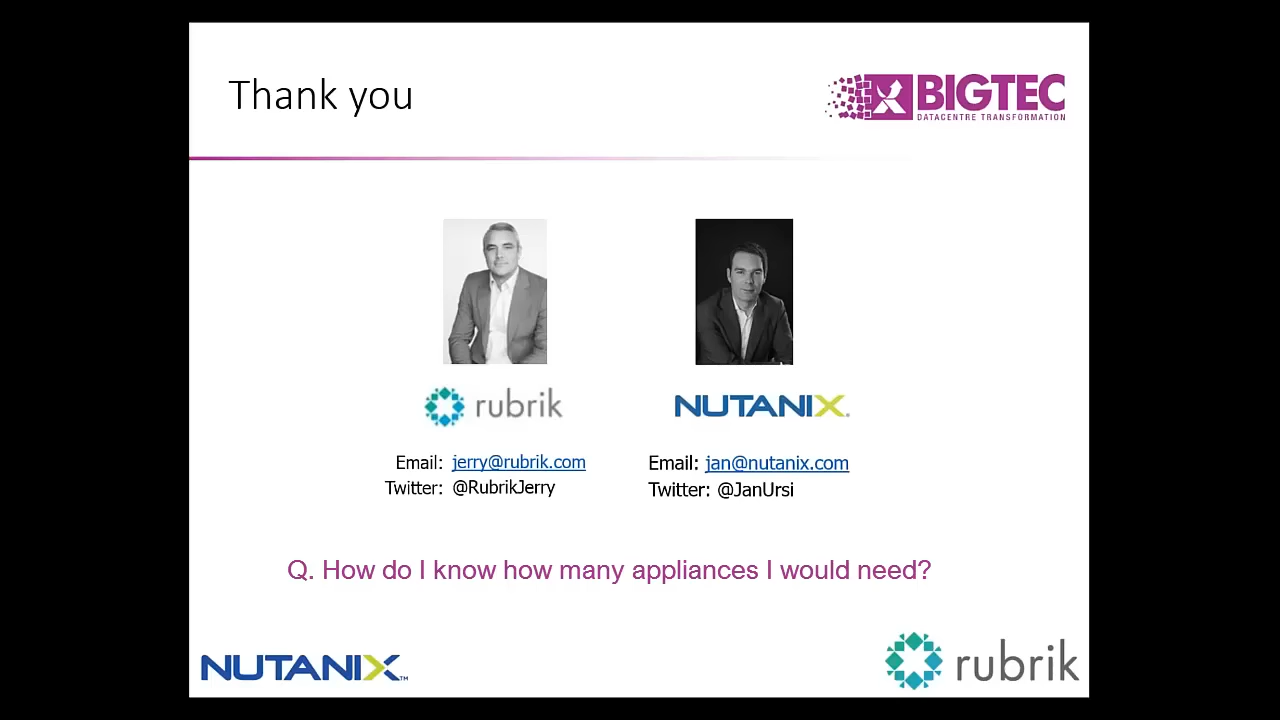 Thank you
BIGTEC
DATACENTRE TRANSFORMATION
rubrik
NUTANIX
Email: jerry@rubrik.com
Twitter: @RubrikJerry
Email: jan@nutanix.com
Twitter: @JanUrsi
Q. How do I know how many appliances I would need?
NUTANIX™
rubrik